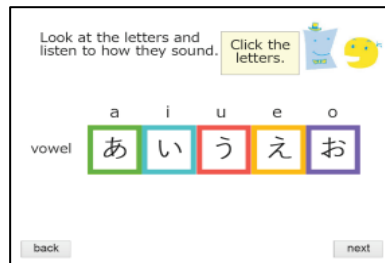 Look at the letters and
listen to how they sound.
Click the
letters.
a i u e o
vowel あ い う え お
back next